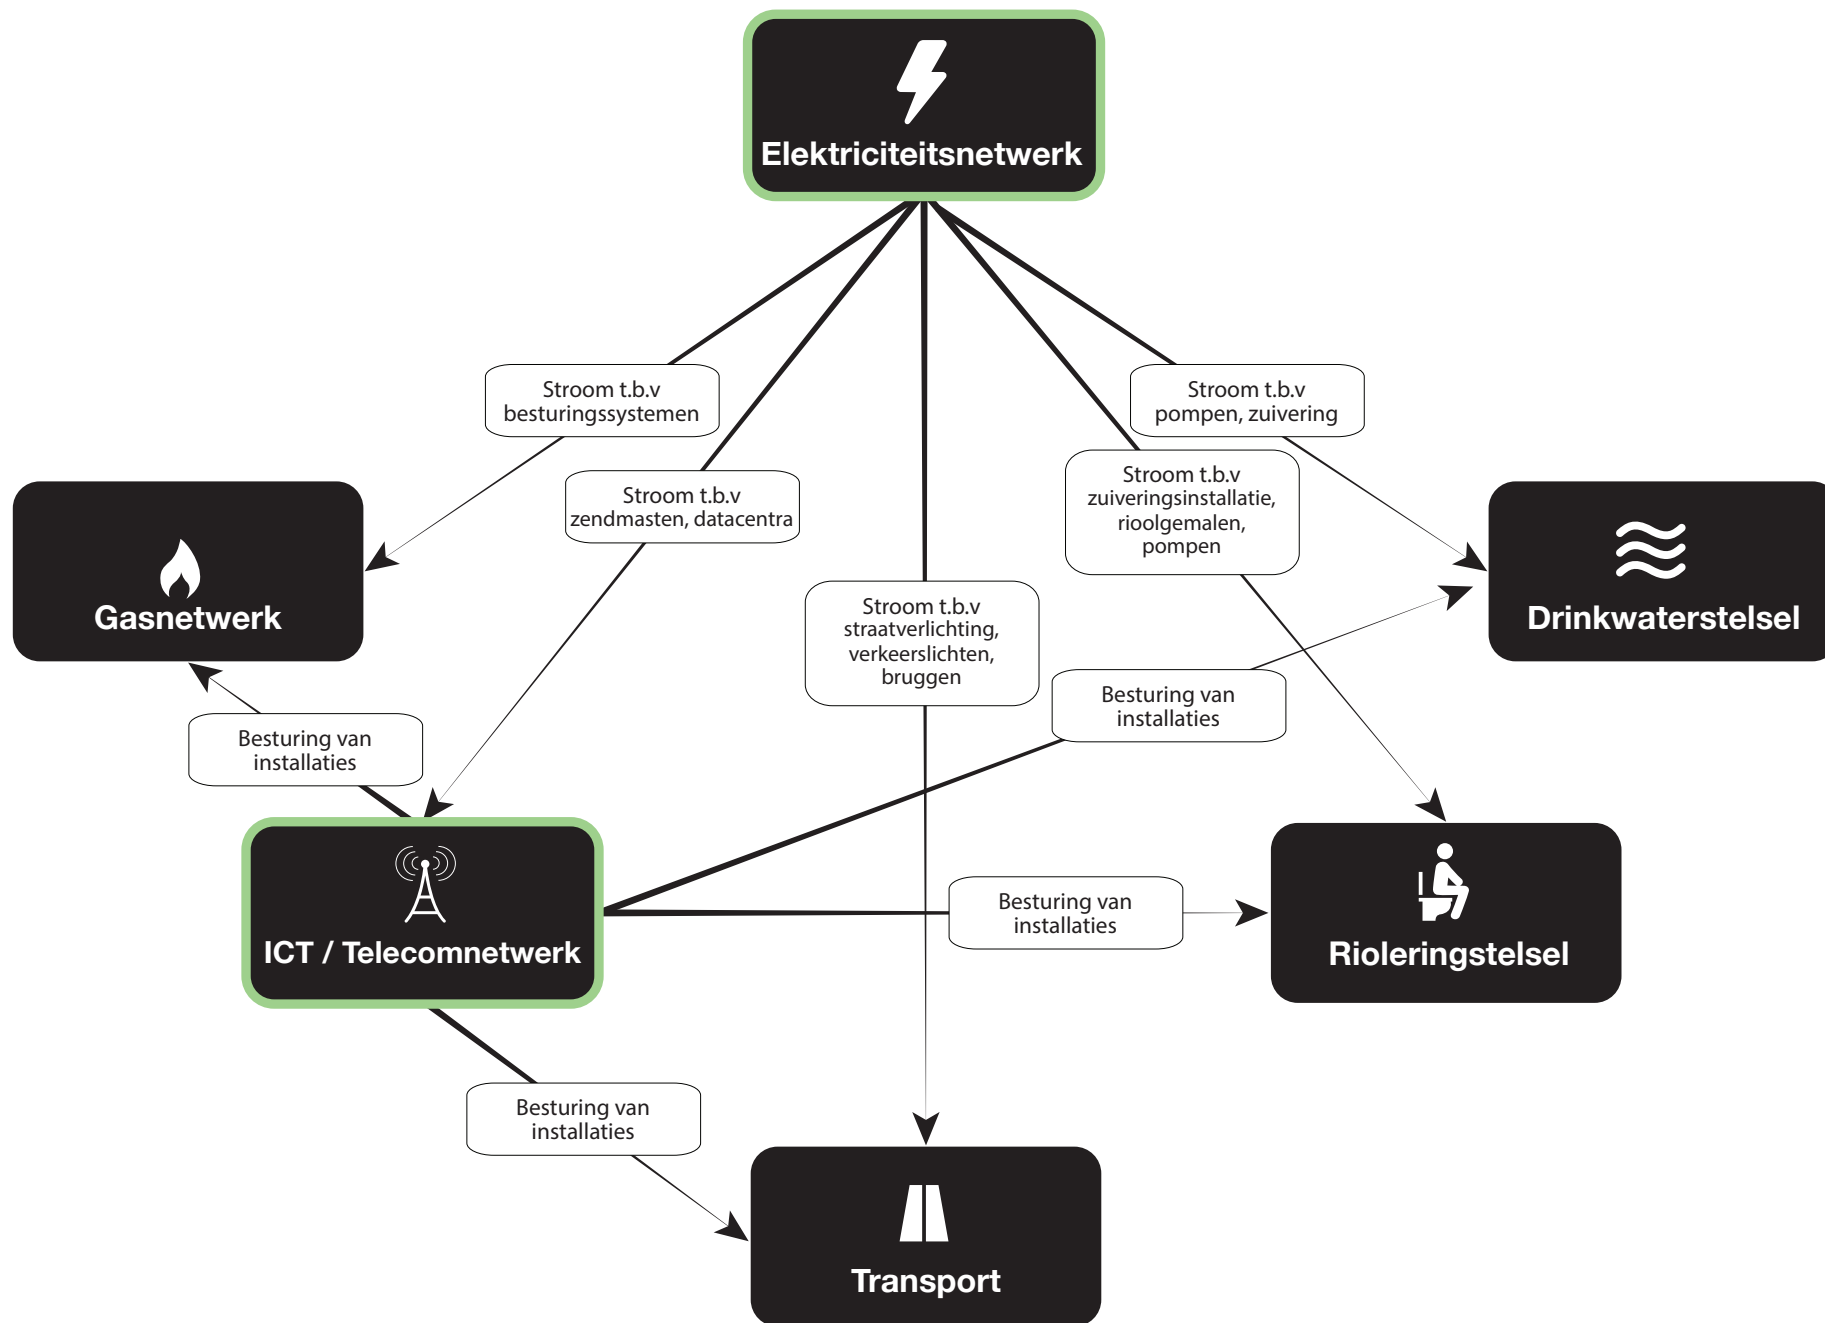 Elektriciteitsnetwerk
Stroom t.b.v
besturingssystemen
Stroom t.b.v
pompen, zuivering
Stroom t.b.v
zendmasten, datacentra
Stroom t.b.v
zuiveringsinstallatie,
rioolgemalen,
pompen
Gasnetwerk
Stroom t.b.v
straatverlichting,
verkeerslichten,
bruggen
Drinkwaterstelsel
Besturing van
installaties
Besturing van
installaties
ICT / Telecomnetwerk
Besturing van
installaties
Rioleringstelsel
Besturing van
installaties
Transport